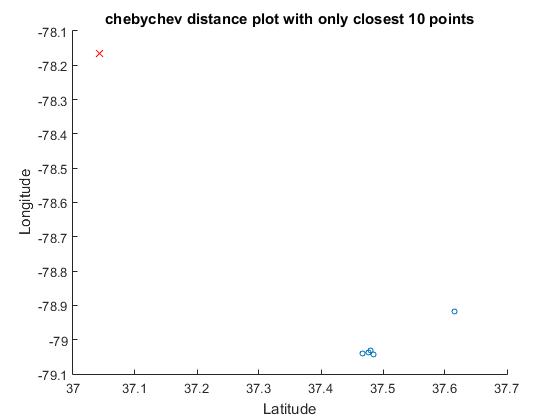 chebychev distance plot with only closest 10 points
-78.1
-78.2
-78.3
-78.4
-78.5
-78.6
-78.7
-78.8
-78.9
-79
-79.1
Longitude
37 37.1 37.2 37.3 37.4 37.5 37.6 37.7
Latitude